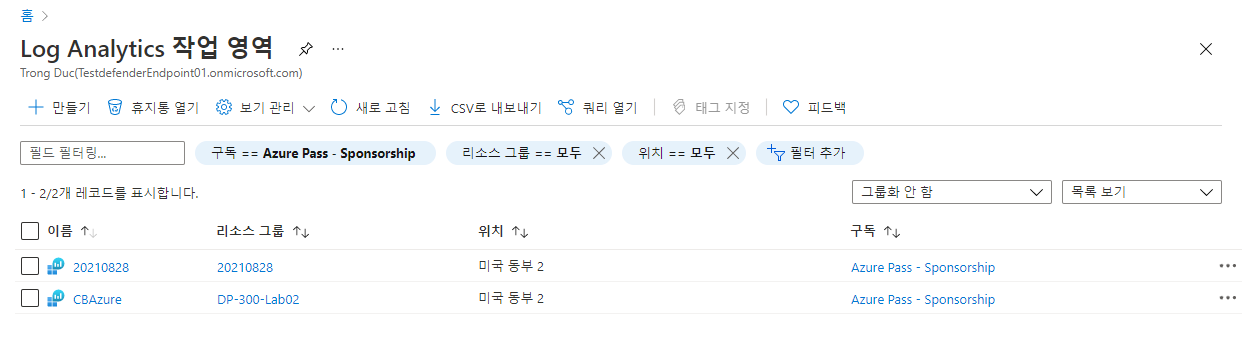 홈
Log Analytics 작업 영역 ...
Trong Duc(TestdefenderEndpoint01.onmicrosoft.com)
만들기 휴지통 열기 보기 관리 새로 고침 CSV로 내보내기 쿼리 열기 태그 지정 피드백
필드 필터링... 구독 == Azure Pass - Sponsorship 리소스 그룹 == 모두 위치 == 모두 필터 추가
1 - 2/2개 레코드를 표시합니다. 그룹화 안 함 목록 보기
이름 리소스 그룹 위치 구독
20210828 20210828 미국 동부 2 Azure Pass - Sponsorship
CBAzure DP-300-Lab02 미국 동부 2 Azure Pass - Sponsorship